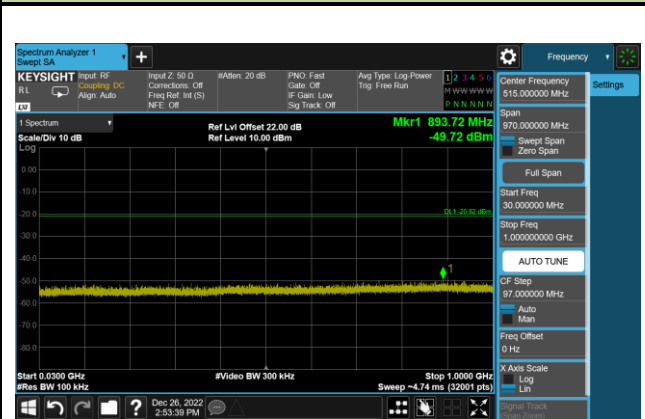 Spectrum Analyzer 1
Swept SA
Frequency
KEYSIGHT
RL
LXI
Input: RF
Coupling: DC
Align: Auto
Input Z: 50 Ω
Corrections: Off
Freq Ref: Int (S)
NFE: Off
#Atten: 20 dB
PNO: Fast
Gate: Off
IF Gain: Low
Sig Track: Off
Avg Type: Log-Power
Trig: Free Run
1 2 3 4 5 6
M W W W W W
P N N N N N
1 Spectrum
Scale/Div 10 dB
Ref Lvl Offset 22.00 dB
Ref Level 10.00 dBm
Mkr1 893.72 MHz
-49.72 dBm
Log
0.00
-10.0
-20.0
-30.0
-40.0
-50.0
-60.0
-70.0
-80.0
DL1 -20.82 dBm
1
Start 0.0300 GHz
#Res BW 100 kHz
#Video BW 300 kHz
Stop 1.0000 GHz
Sweep ~4.74 ms (32001 pts)
Dec 26, 2022
2:53:39 PM
Center Frequency
515.000000 MHz
Settings
Span
970.000000 MHz
Swept Span
Zero Span
Full Span
Start Freq
30.000000 MHz
Stop Freq
1.000000000 GHz
AUTO TUNE
CF Step
97.000000 MHz
Auto
Man
Freq Offset
0 Hz
X Axis Scale
Log
Lin
Signal Track
(Span Zoom)